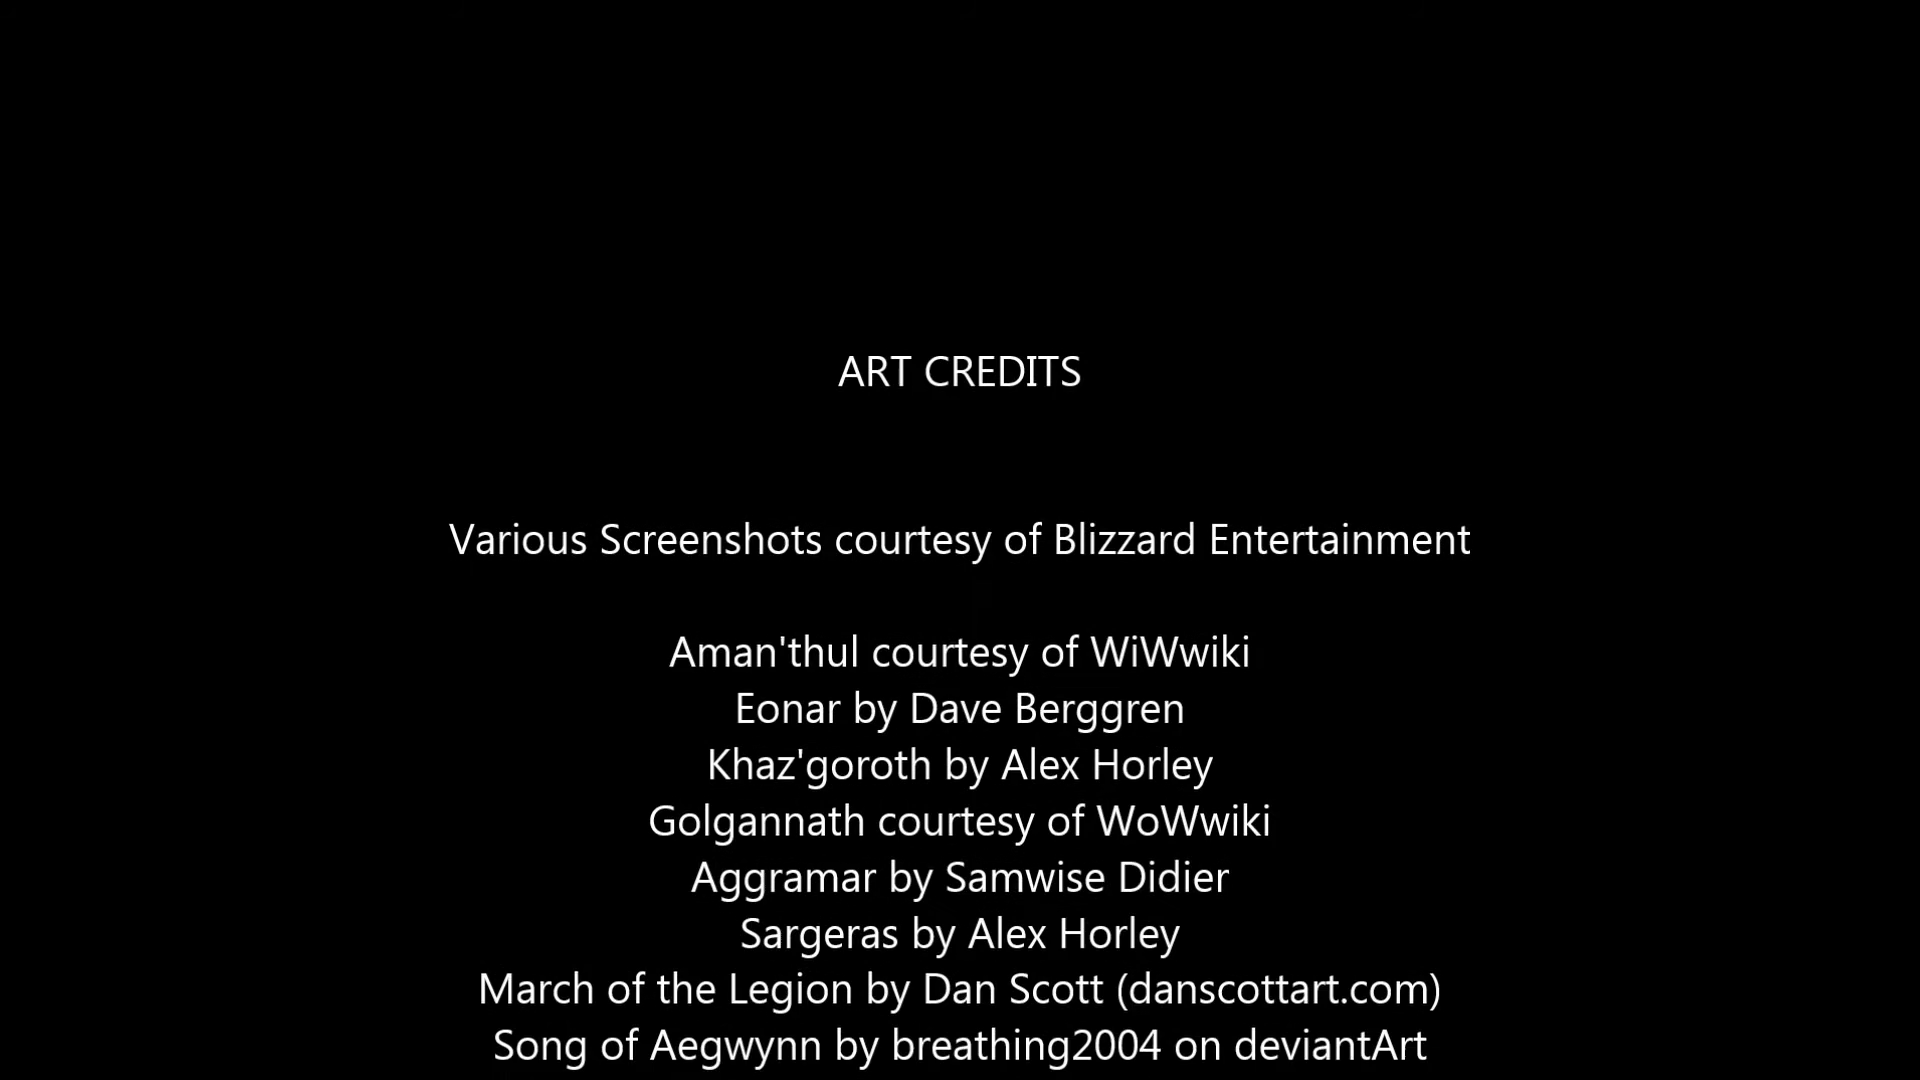 ART CREDITS
Various Screenshots courtesy of Blizzard Entertainment
Aman'thul courtesy of WiWwiki
Eonar by Dave Berggren
Khaz'goroth by Alex Horley
Golgannath courtesy of WoWwiki
Aggramar by Samwise Didier
Sargeras by Alex Horley
March of the Legion by Dan Scott (danscottart.com)
Song of Aegwynn by breathing2004 on deviantArt